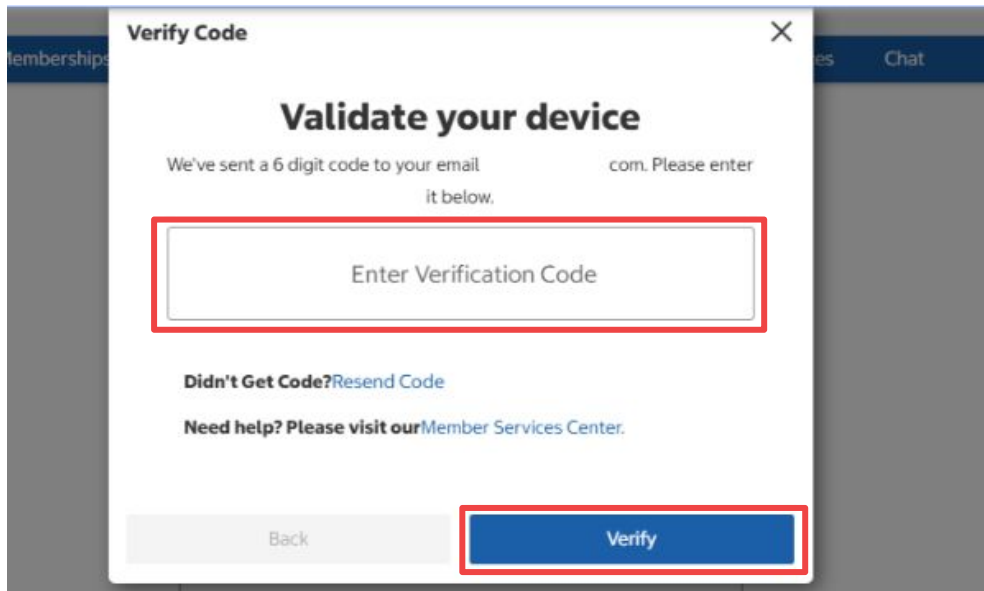 Verify Code
Memberships
es
Chat
Validate your device
We've sent a 6 digit code to your email com. Please enter
it below.
Enter Verification Code
Didn't Get Code?Resend Code
Need help? Please visit ourMember Services Center.
Back
Verify